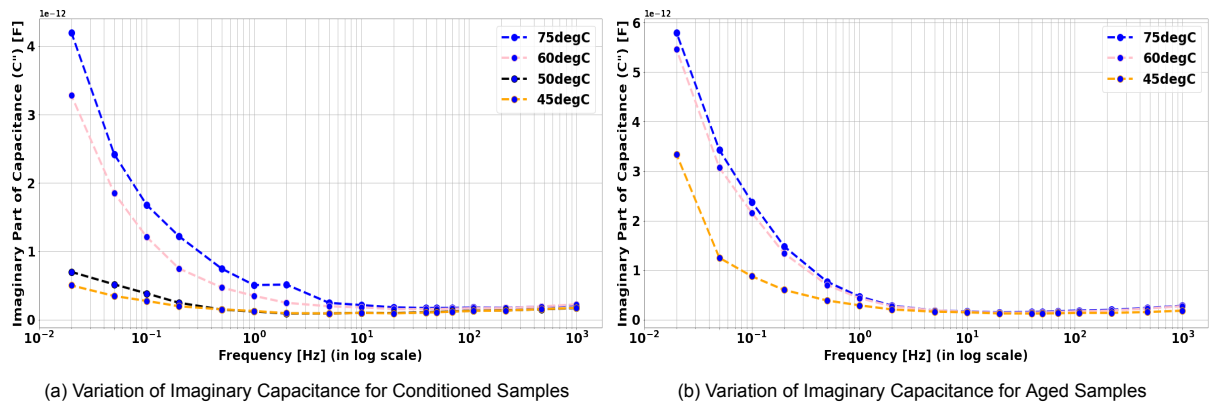 1e−12
Imaginary Part of Capacitance (C") [F]
4
3
2
1
0
75degC
60degC
50degC
45degC
10⁻² 10⁻¹ 10⁰ 10¹ 10² 10³
Frequency [Hz] (in log scale)
(a) Variation of Imaginary Capacitance for Conditioned Samples
1e−12
Imaginary Part of Capacitance (C") [F]
6
5
4
3
2
1
0
75degC
60degC
45degC
10⁻² 10⁻¹ 10⁰ 10¹ 10² 10³
Frequency [Hz] (in log scale)
(b) Variation of Imaginary Capacitance for Aged Samples